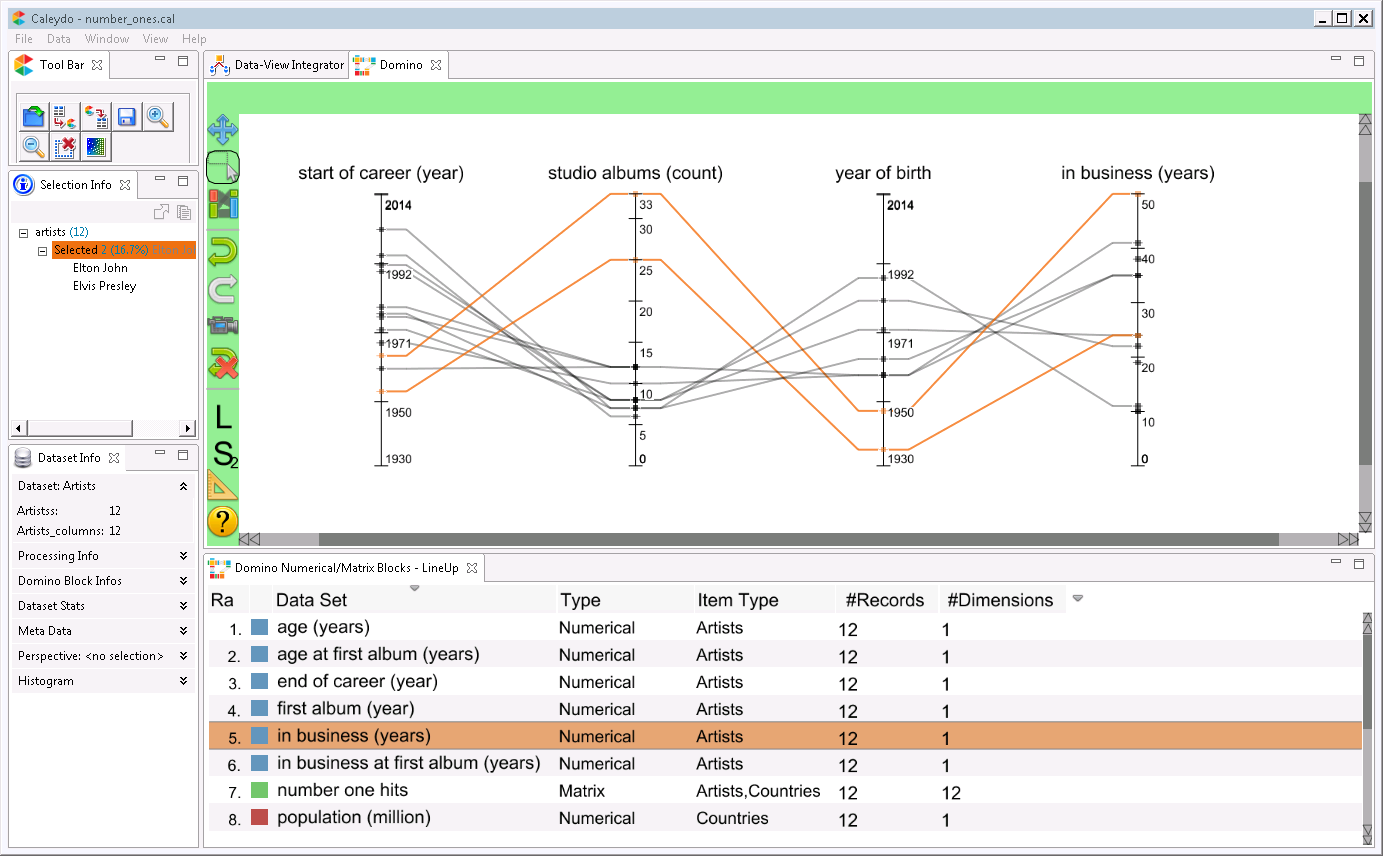 Caleydo - number_ones.cal
File Data Window View Help
Tool Bar
Data-View Integrator
Domino
Selection Info
artists (12)
Selected 2 (16.7%)
Elton John
Elvis Presley
Dataset Info
Dataset: Artists
Artistss: 12
Artists_columns: 12
Processing Info
Domino Block Infos
Dataset Stats
Meta Data
Perspective: <no selection>
Histogram
L
S2
?
start of career (year) studio albums (count) year of birth in business (years)
2014
1992
1971
1950
1930
33
30
25
20
15
10
5
0
2014
1992
1971
1950
1930
50
40
30
20
10
0
Domino Numerical/Matrix Blocks - LineUp
Ra Data Set Type Item Type #Records #Dimensions
1. age (years) Numerical Artists 12 1
2. age at first album (years) Numerical Artists 12 1
3. end of career (year) Numerical Artists 12 1
4. first album (year) Numerical Artists 12 1
5. in business (years) Numerical Artists 12 1
6. in business at first album (years) Numerical Artists 12 1
7. number one hits Matrix Artists,Countries 12 12
8. population (million) Numerical Countries 12 1